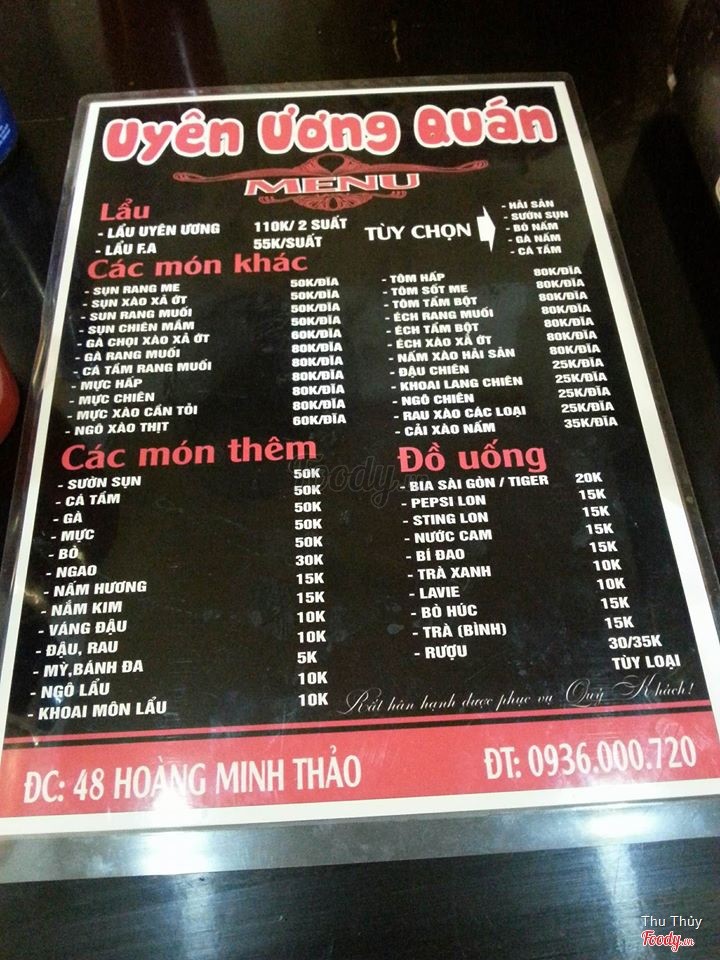 Uyên Ương Quán
MENU
Lẩu
- LẨU UYÊN ƯƠNG 110K/ 2 SUẤT
- LẨU F.A 55K/SUẤT
TÙY CHỌN
- HẢI SẢN
- SƯỜN SỤN
- BÒ NẤM
- GÀ NẤM
- CÁ TẦM
Các món khác
- SỤN RANG ME 50K/ĐĨA
- SỤN XÀO XẢ ỚT 50K/ĐĨA
- SUN RANG MUỐI 50K/ĐĨA
- SỤN CHIÊN MẮM 50K/ĐĨA
- GÀ CHỌI XÀO XẢ ỚT 60K/ĐĨA
- GÀ RANG MUỐI 80K/ĐĨA
- CÁ TẦM RANG MUỐI 80K/ĐĨA
- MỰC HẤP 80K/ĐĨA
- MỰC CHIÊN 80K/ĐĨA
- MỰC XÀO CẦN TỎI 80K/ĐĨA
- NGÔ XÀO THỊT 60K/ĐĨA
- TÔM HẤP 80K/ĐĨA
- TÔM SỐT ME 80K/ĐĨA
- TÔM TẨM BỘT 80K/ĐĨA
- ẾCH RANG MUỐI 80K/ĐĨA
- ẾCH TẨM BỘT 80K/ĐĨA
- ẾCH XÀO XẢ ỚT 80K/ĐĨA
- NẤM XÀO HẢI SẢN 80K/ĐĨA
- ĐẬU CHIÊN 25K/ĐĨA
- KHOAI LANG CHIÊN 25K/ĐĨA
- NGÔ CHIÊN 25K/ĐĨA
- RAU XÀO CÁC LOẠI 25K/ĐĨA
- CẢI XÀO NẤM 35K/ĐĨA
Các món thêm
- SƯỜN SỤN 50K
- CÁ TẦM 50K
- GÀ 50K
- MỰC 50K
- BÒ 50K
- NGAO 30K
- NẤM HƯƠNG 15K
- NẮM KIM 15K
- VÁNG ĐẬU 10K
- ĐẬU, RAU 10K
- MỲ,BÁNH ĐA 5K
- NGÔ LẨU 10K
- KHOAI MÔN LẨU 10K
Đồ uống
- BIA SÀI GÒN / TIGER 20K
- PEPSI LON 15K
- STING LON 15K
- NƯỚC CAM 15K
- BÍ ĐAO 15K
- TRÀ XANH 10K
- LAVIE 10K
- BÒ HÚC 15K
- TRÀ (BÌNH) 15K
- RƯỢU 30/35K
TÙY LOẠI
Rất hân hạnh được phục vụ Quý Khách!
ĐC: 48 HOÀNG MINH THẢO
ĐT: 0936.000.720
Foody
Thu Thủy
Foody.vn